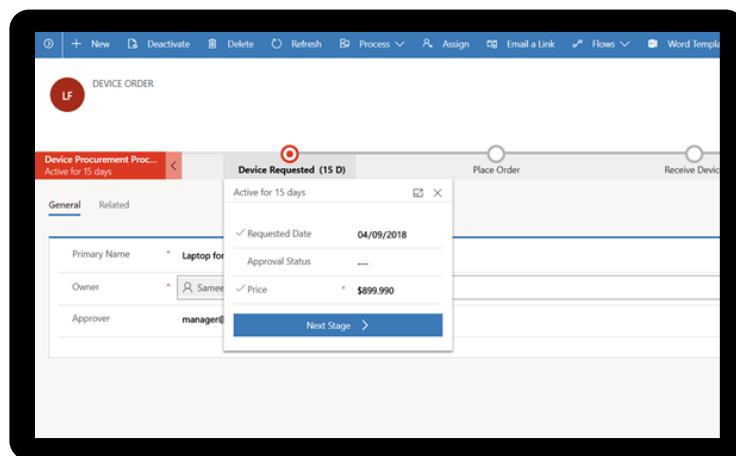 + New Deactivate Delete Refresh Process Assign Email a Link Flows Word Templa
LF
DEVICE ORDER
Device Procurement Proc...
Active for 15 days
Device Requested (15 D)
Place Order
Receive Devic
General Related
Active for 15 days
Requested Date 04/09/2018
Approval Status ---
Price * $899.990
Next Stage
Primary Name * Laptop for
Owner * Samee
Approver manager@